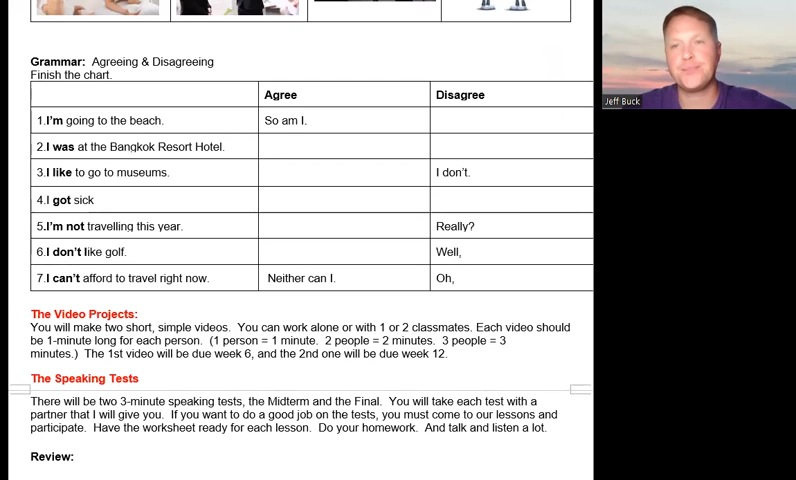 Grammar: Agreeing & Disagreeing
Finish the chart.
Agree Disagree
1.I'm going to the beach. So am I.
2.I was at the Bangkok Resort Hotel.
3.I like to go to museums. I don't.
4.I got sick
5.I'm not travelling this year. Really?
6.I don't like golf. Well,
7.I can't afford to travel right now. Neither can I. Oh,
The Video Projects:
You will make two short, simple videos. You can work alone or with 1 or 2 classmates. Each video should
be 1-minute long for each person. (1 person = 1 minute. 2 people = 2 minutes. 3 people = 3
minutes.) The 1st video will be due week 6, and the 2nd one will be due week 12.
The Speaking Tests
There will be two 3-minute speaking tests, the Midterm and the Final. You will take each test with a
partner that I will give you. If you want to do a good job on the tests, you must come to our lessons and
participate. Have the worksheet ready for each lesson. Do your homework. And talk and listen a lot.
Review:
Jeff Buck